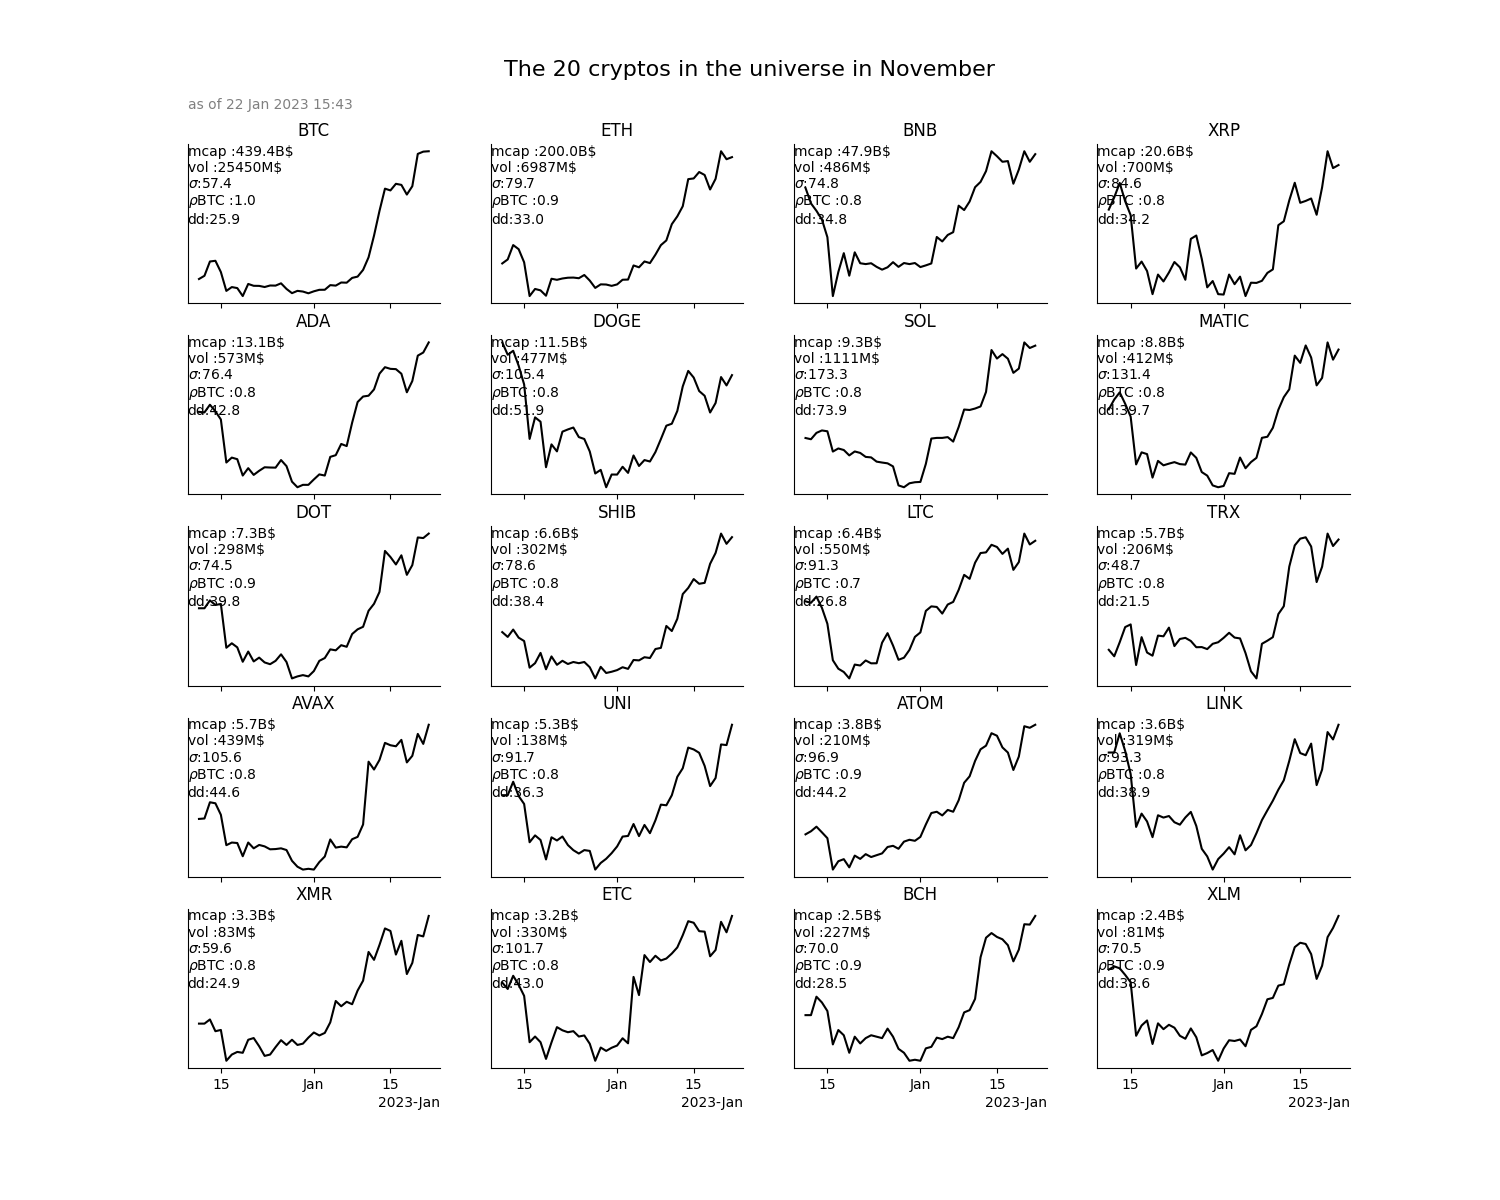 The 20 cryptos in the universe in November
as of 22 Jan 2023 15:43
BTC
mcap :439.4B$
vol :25450M$
σ:57.4
ρBTC :1.0
dd:25.9
ETH
mcap :200.0B$
vol :6987M$
σ:79.7
ρBTC :0.9
dd:33.0
BNB
mcap :47.9B$
vol :486M$
σ:74.8
ρBTC :0.8
dd:34.8
XRP
mcap :20.6B$
vol :700M$
σ:84.6
ρBTC :0.8
dd:34.2
ADA
mcap :13.1B$
vol :573M$
σ:76.4
ρBTC :0.8
dd:42.8
DOGE
mcap :11.5B$
vol :477M$
σ:105.4
ρBTC :0.8
dd:51.9
SOL
mcap :9.3B$
vol :1111M$
σ:173.3
ρBTC :0.8
dd:73.9
MATIC
mcap :8.8B$
vol :412M$
σ:131.4
ρBTC :0.8
dd:39.7
DOT
mcap :7.3B$
vol :298M$
σ:74.5
ρBTC :0.9
dd:39.8
SHIB
mcap :6.6B$
vol :302M$
σ:78.6
ρBTC :0.8
dd:38.4
LTC
mcap :6.4B$
vol :550M$
σ:91.3
ρBTC :0.7
dd:26.8
TRX
mcap :5.7B$
vol :206M$
σ:48.7
ρBTC :0.8
dd:21.5
AVAX
mcap :5.7B$
vol :439M$
σ:105.6
ρBTC :0.8
dd:44.6
UNI
mcap :5.3B$
vol :138M$
σ:91.7
ρBTC :0.8
dd:36.3
ATOM
mcap :3.8B$
vol :210M$
σ:96.9
ρBTC :0.9
dd:44.2
LINK
mcap :3.6B$
vol :319M$
σ:93.3
ρBTC :0.8
dd:38.9
XMR
mcap :3.3B$
vol :83M$
σ:59.6
ρBTC :0.8
dd:24.9
ETC
mcap :3.2B$
vol :330M$
σ:101.7
ρBTC :0.8
dd:43.0
BCH
mcap :2.5B$
vol :227M$
σ:70.0
ρBTC :0.9
dd:28.5
XLM
mcap :2.4B$
vol :81M$
σ:70.5
ρBTC :0.9
dd:38.6
15 Jan 15
2023-Jan
15 Jan 15
2023-Jan
15 Jan 15
2023-Jan
15 Jan 15
2023-Jan